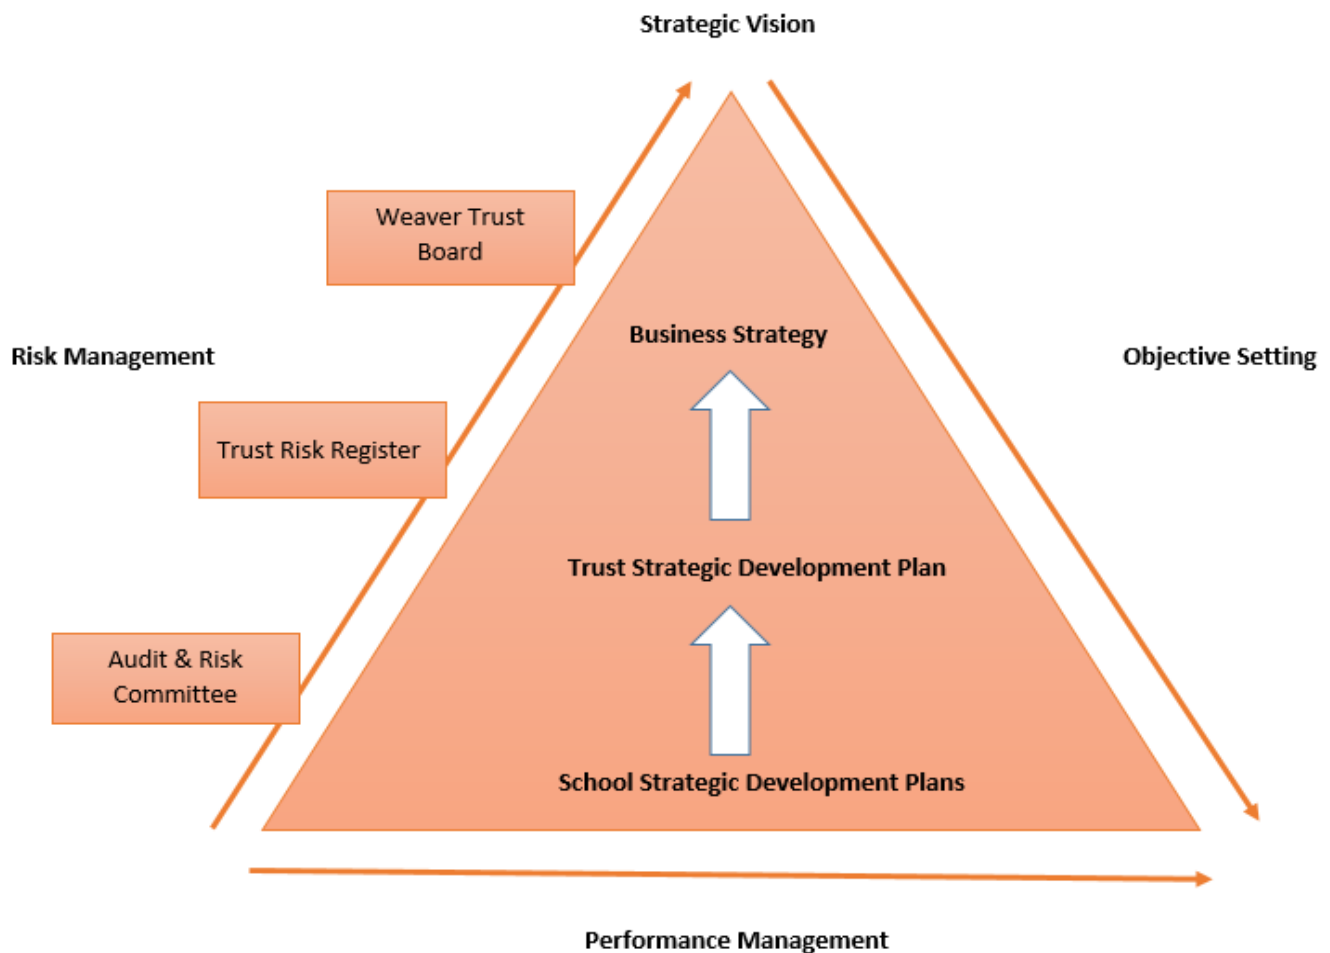 Strategic Vision
Weaver Trust
Board
Business Strategy
Risk Management
Objective Setting
Trust Risk Register
Trust Strategic Development Plan
Audit & Risk
Committee
School Strategic Development Plans
Performance Management